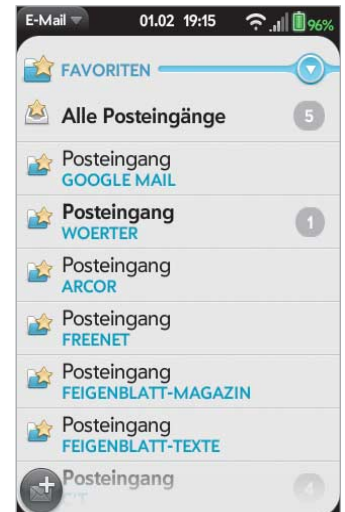 E-Mail 01.02 19:15 96%
FAVORITEN
Alle Posteingänge 5
Posteingang
GOOGLE MAIL
Posteingang
WOERTER 1
Posteingang
ARCOR
Posteingang
FREENET
Posteingang
FEIGENBLATT-MAGAZIN
Posteingang
FEIGENBLATT-TEXTE
Posteingang 4